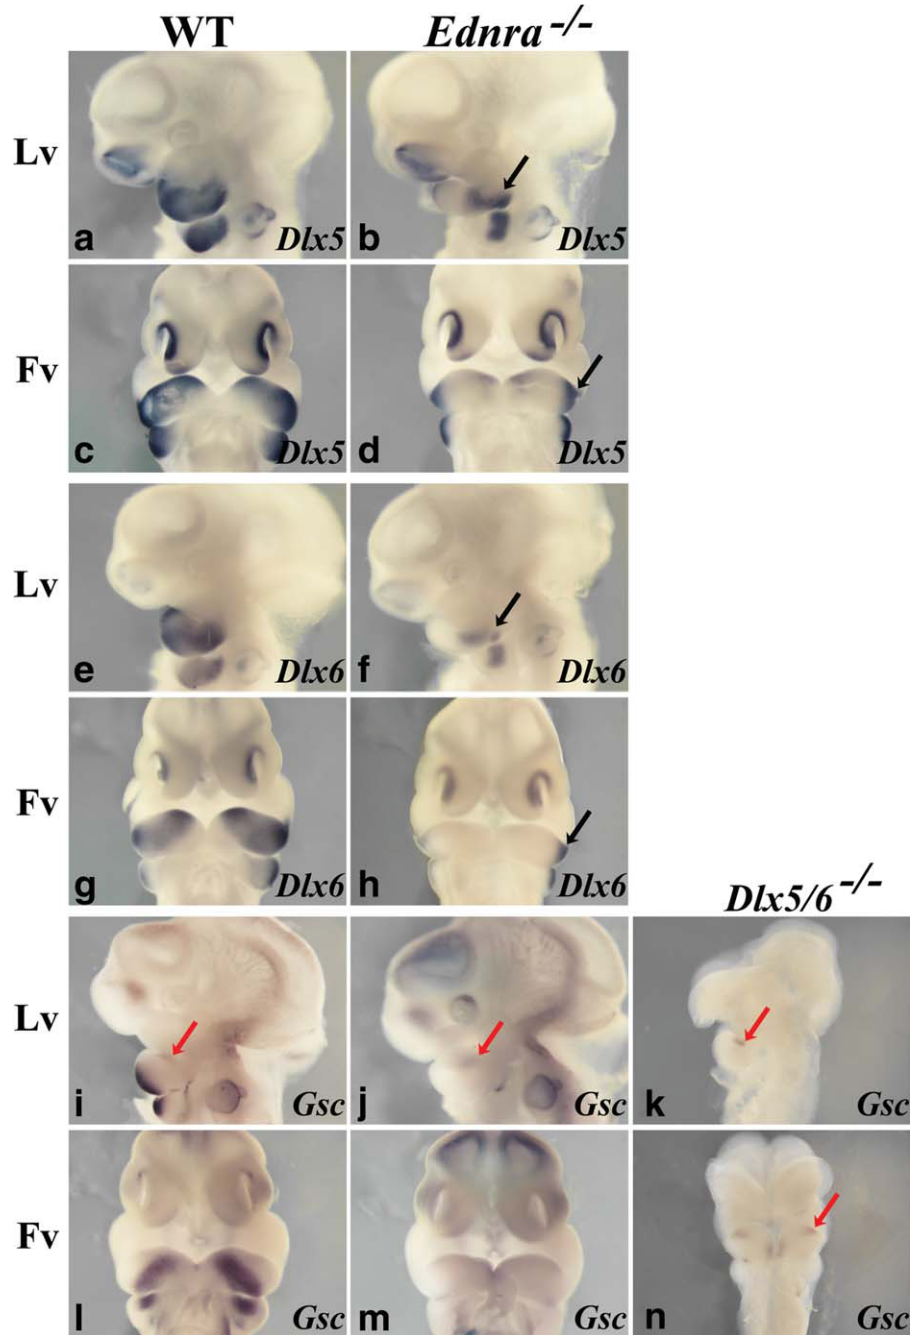 WT Ednra-/-
Lv
a Dlx5
b Dlx5
Fv
c Dlx5
d Dlx5
Lv
e Dlx6
f Dlx6
Fv
g Dlx6
h Dlx6
Dlx5/6-/-
Lv
i Gsc
j Gsc
k Gsc
Fv
l Gsc
m Gsc
n Gsc